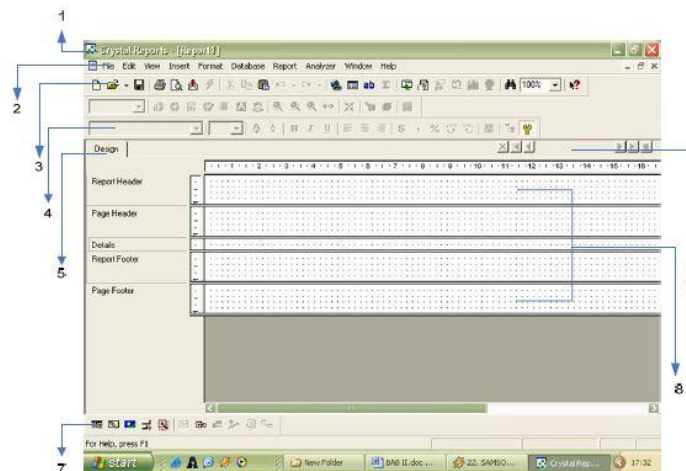 1
Crystal Reports - [Report1]
File Edit View Insert Format Database Report Analyzer Window Help
2
100%
3
4
Design
5
Report Header
Page Header
Details
Report Footer
Page Footer
8
For Help, press F1
7
start
New Folder
BAB II.doc ...
22. SAMSO...
Crystal Rep...
17:32